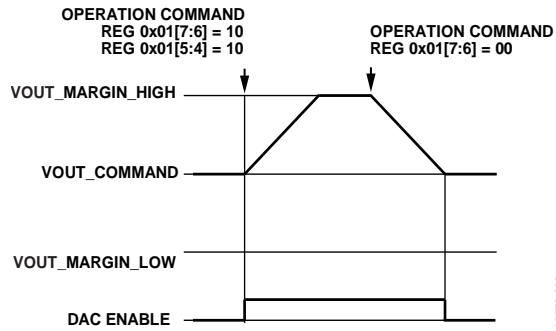 OPERATION COMMAND
REG 0x01[7:6] = 10
REG 0x01[5:4] = 10
OPERATION COMMAND
REG 0x01[7:6] = 00
VOUT_MARGIN_HIGH
VOUT_COMMAND
VOUT_MARGIN_LOW
DAC ENABLE